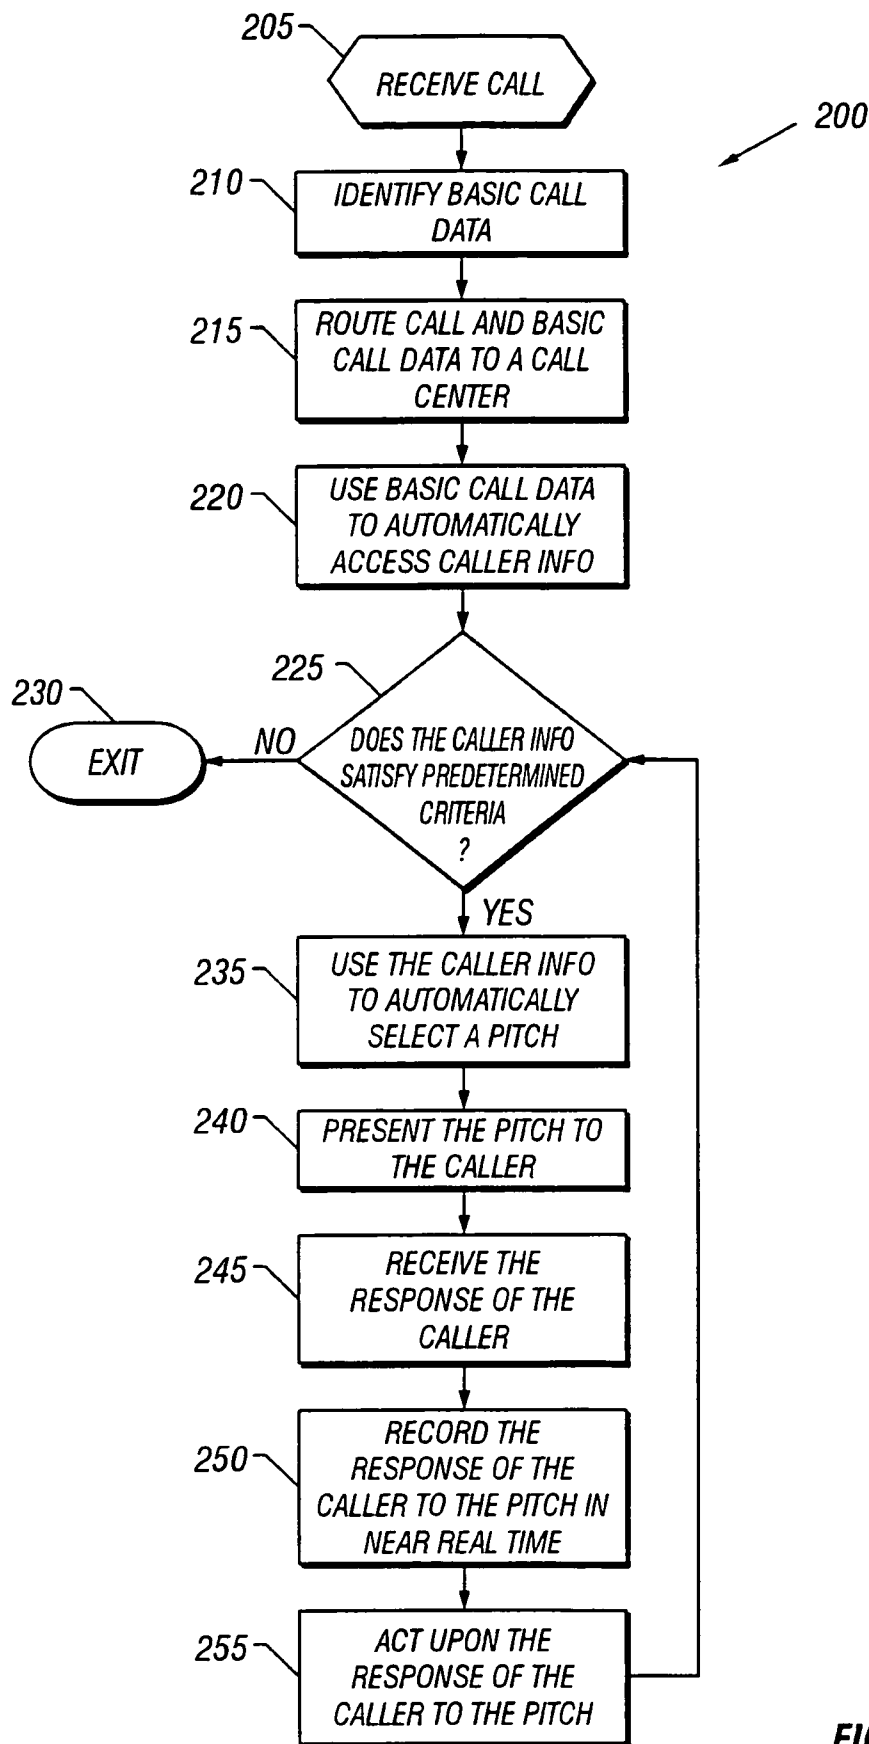 205
RECEIVE CALL
200
210
IDENTIFY BASIC CALL
DATA
215
ROUTE CALL AND BASIC
CALL DATA TO A CALL
CENTER
220
USE BASIC CALL DATA
TO AUTOMATICALLY
ACCESS CALLER INFO
225
230
EXIT
NO
DOES THE CALLER INFO
SATISFY PREDETERMINED
CRITERIA
?
YES
235
USE THE CALLER INFO
TO AUTOMATICALLY
SELECT A PITCH
240
PRESENT THE PITCH TO
THE CALLER
245
RECEIVE THE
RESPONSE OF THE
CALLER
250
RECORD THE
RESPONSE OF THE
CALLER TO THE PITCH IN
NEAR REAL TIME
255
ACT UPON THE
RESPONSE OF THE
CALLER TO THE PITCH